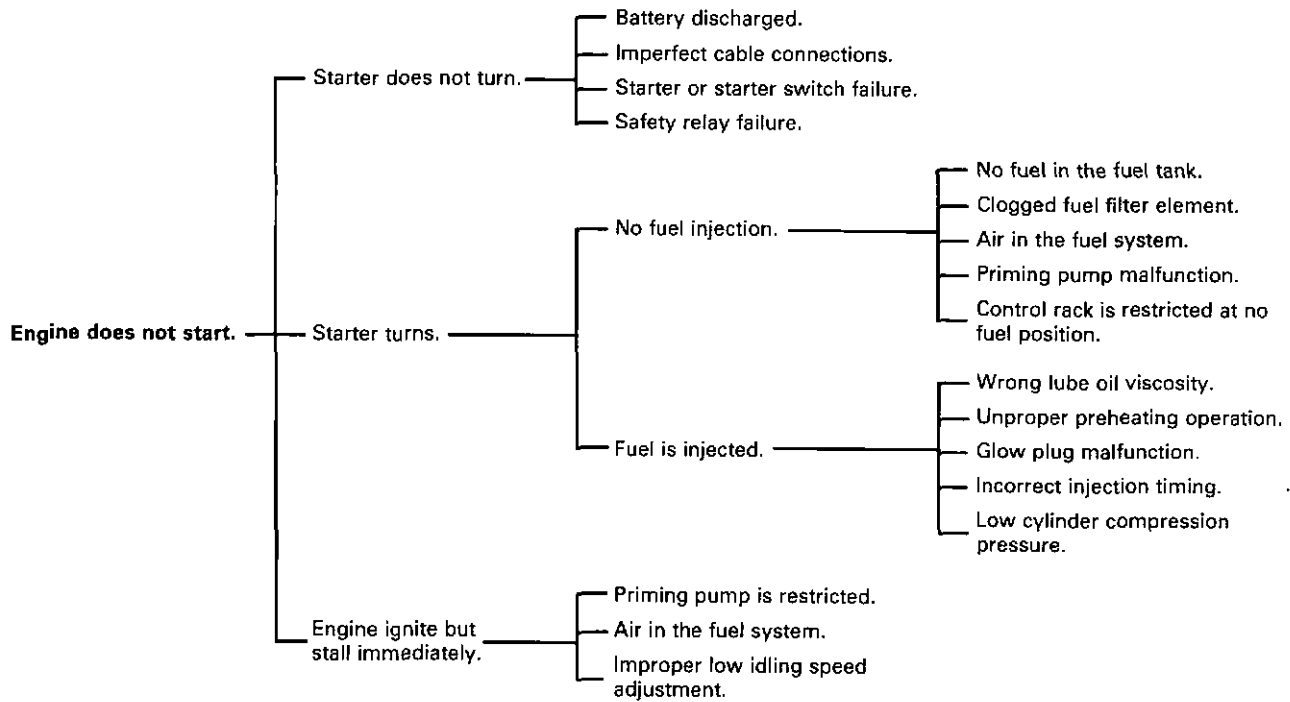 Engine does not start.
Starter does not turn.
Battery discharged.
Imperfect cable connections.
Starter or starter switch failure.
Safety relay failure.
Starter turns.
No fuel injection.
No fuel in the fuel tank.
Clogged fuel filter element.
Air in the fuel system.
Priming pump malfunction.
Control rack is restricted at no
fuel position.
Fuel is injected.
Wrong lube oil viscosity.
Unproper preheating operation.
Glow plug malfunction.
Incorrect injection timing.
Low cylinder compression
pressure.
Engine ignite but
stall immediately.
Priming pump is restricted.
Air in the fuel system.
Improper low idling speed
adjustment.